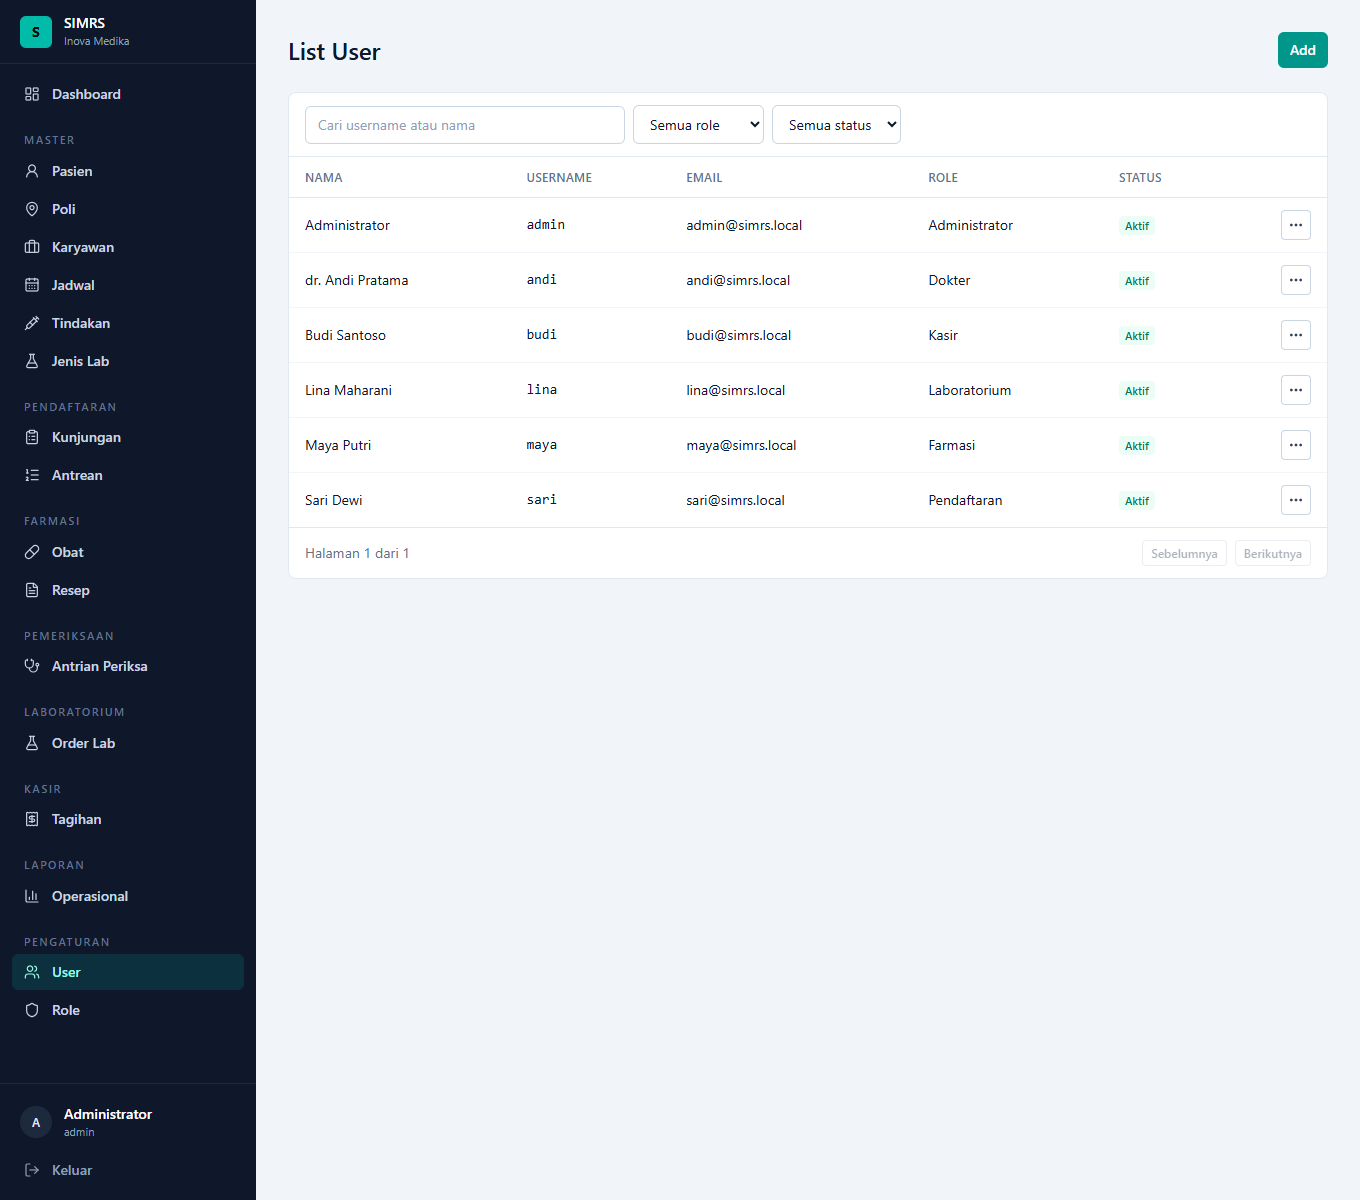 S
SIMRS
Inova Medika
Dashboard
MASTER
Pasien
Poli
Karyawan
Jadwal
Tindakan
Jenis Lab
PENDAFTARAN
Kunjungan
Antrean
FARMASI
Obat
Resep
PEMERIKSAAN
Antrian Periksa
LABORATORIUM
Order Lab
KASIR
Tagihan
LAPORAN
Operasional
PENGATURAN
User
Role
A
Administrator
admin
Keluar
List User
Add
Cari username atau nama
Semua role
Semua status
NAMA USERNAME EMAIL ROLE STATUS
Administrator admin admin@simrs.local Administrator Aktif
dr. Andi Pratama andi andi@simrs.local Dokter Aktif
Budi Santoso budi budi@simrs.local Kasir Aktif
Lina Maharani lina lina@simrs.local Laboratorium Aktif
Maya Putri maya maya@simrs.local Farmasi Aktif
Sari Dewi sari sari@simrs.local Pendaftaran Aktif
Halaman 1 dari 1
Sebelumnya
Berikutnya